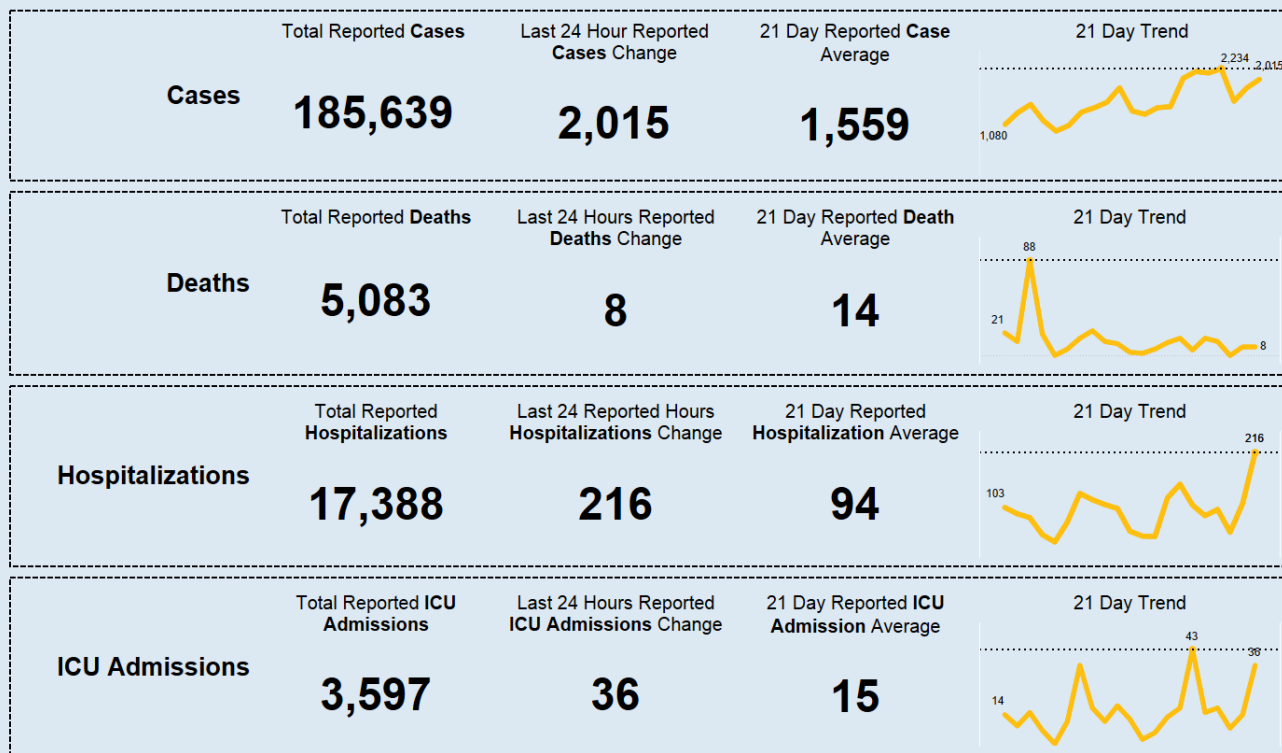 Cases
Total Reported Cases
185,639
Last 24 Hour Reported
Cases Change
2,015
21 Day Reported Case
Average
1,559
21 Day Trend
1,080
2,234
2,015
Deaths
Total Reported Deaths
5,083
Last 24 Hours Reported
Deaths Change
8
21 Day Reported Death
Average
14
21 Day Trend
21
88
8
Hospitalizations
Total Reported
Hospitalizations
17,388
Last 24 Reported Hours
Hospitalizations Change
216
21 Day Reported
Hospitalization Average
94
21 Day Trend
103
216
ICU Admissions
Total Reported ICU
Admissions
3,597
Last 24 Hours Reported
ICU Admissions Change
36
21 Day Reported ICU
Admission Average
15
21 Day Trend
14
43
36